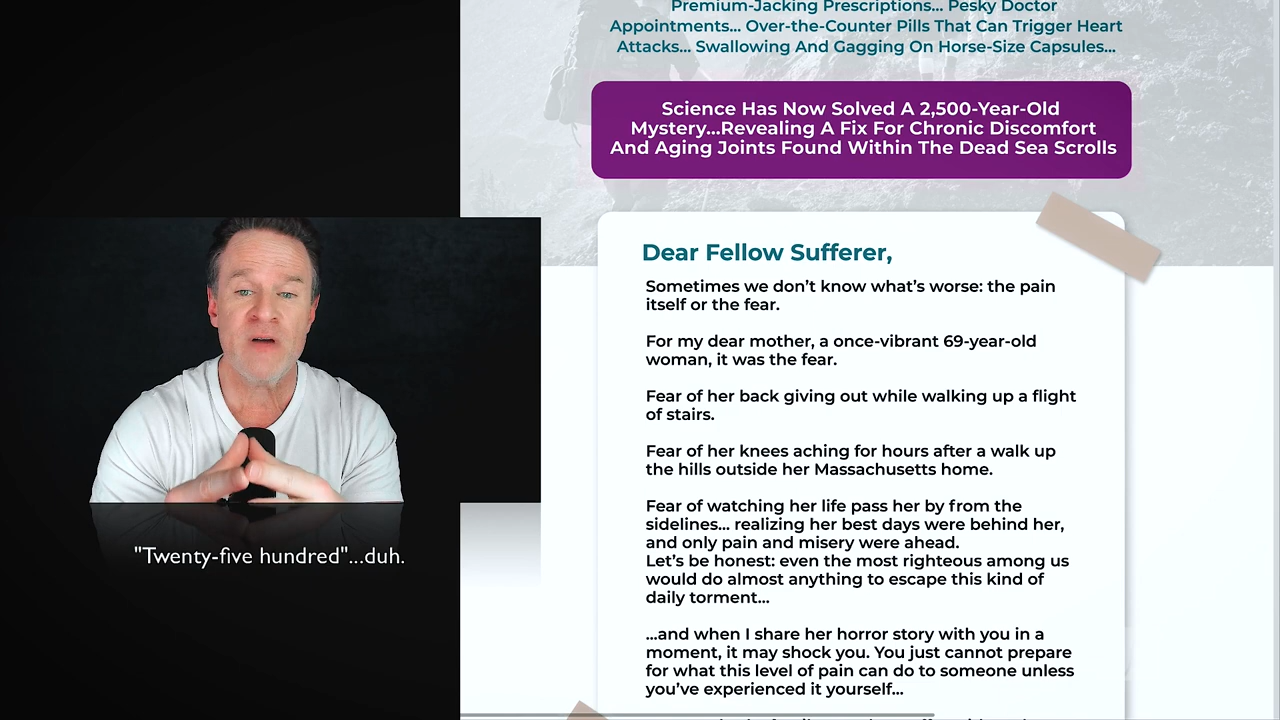 Premium-Jacking Prescriptions... Pesky Doctor
Appointments... Over-the-Counter Pills That Can Trigger Heart
Attacks... Swallowing And Gagging On Horse-Size Capsules...
Science Has Now Solved A 2,500-Year-Old
Mystery...Revealing A Fix For Chronic Discomfort
And Aging Joints Found Within The Dead Sea Scrolls
Dear Fellow Sufferer,
Sometimes we don’t know what’s worse: the pain
itself or the fear.
For my dear mother, a once-vibrant 69-year-old
woman, it was the fear.
Fear of her back giving out while walking up a flight
of stairs.
Fear of her knees aching for hours after a walk up
the hills outside her Massachusetts home.
Fear of watching her life pass her by from the
sidelines... realizing her best days were behind her,
and only pain and misery were ahead.
Let’s be honest: even the most righteous among us
would do almost anything to escape this kind of
daily torment...
...and when I share her horror story with you in a
moment, it may shock you. You just cannot prepare
for what this level of pain can do to someone unless
you’ve experienced it yourself...
"Twenty-five hundred"...duh.